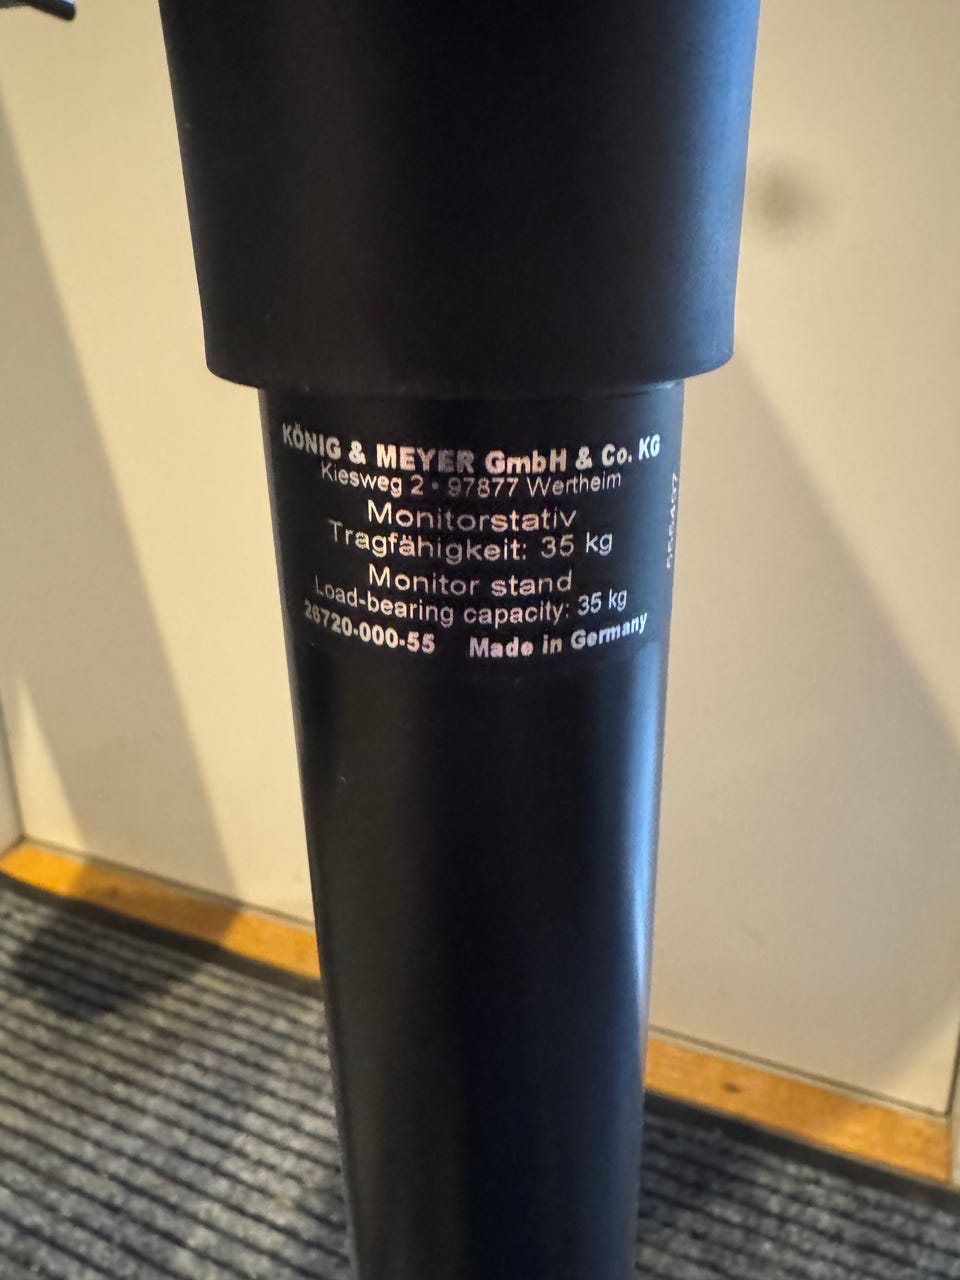 KÖNIG & MEYER GmbH & Co. KG
Kiesweg 2 • 97877 Wertheim
Monitorstativ
Tragfähigkeit: 35 kg
Monitor stand
Load-bearing capacity: 35 kg
26720-000-55 Made in Germany